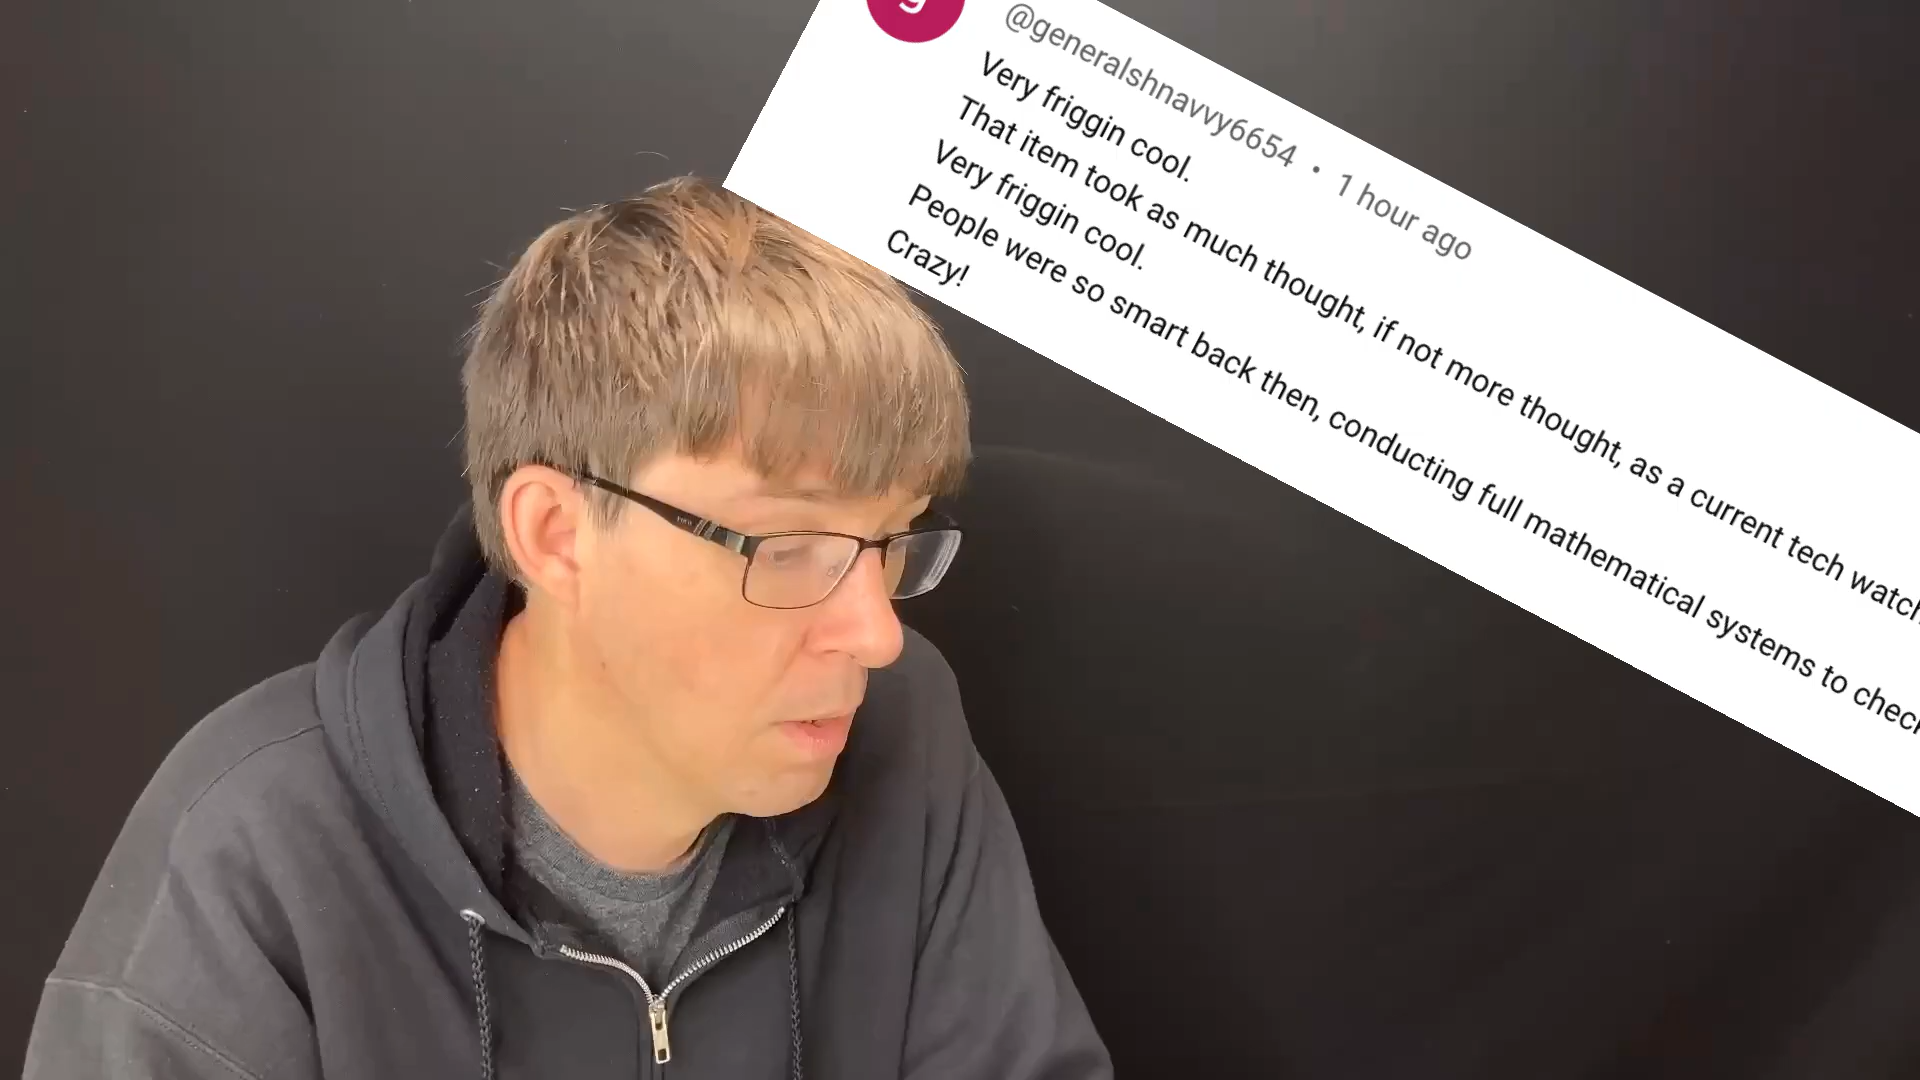 @generalshnavvy6654 • 1 hour ago
Very friggin cool.
That item took as much thought, if not more thought, as a current tech watch
Very friggin cool.
People were so smart back then, conducting full mathematical systems to
Crazy!